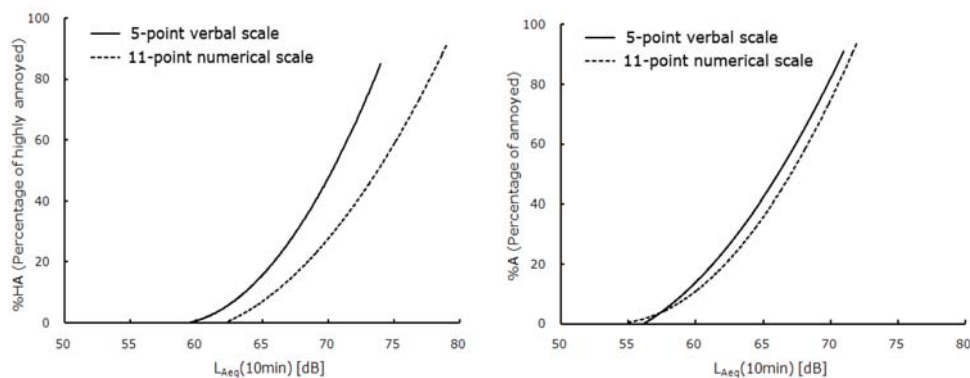 %HA (Percentage of highly annoyed)
100
80
60
40
20
0
5-point verbal scale
11-point numerical scale
50 55 60 65 70 75 80
LAeq(10min) [dB]
%A (Percentage of annoyed)
100
80
60
40
20
0
5-point verbal scale
11-point numerical scale
50 55 60 65 70 75 80
LAeq(10min) [dB]